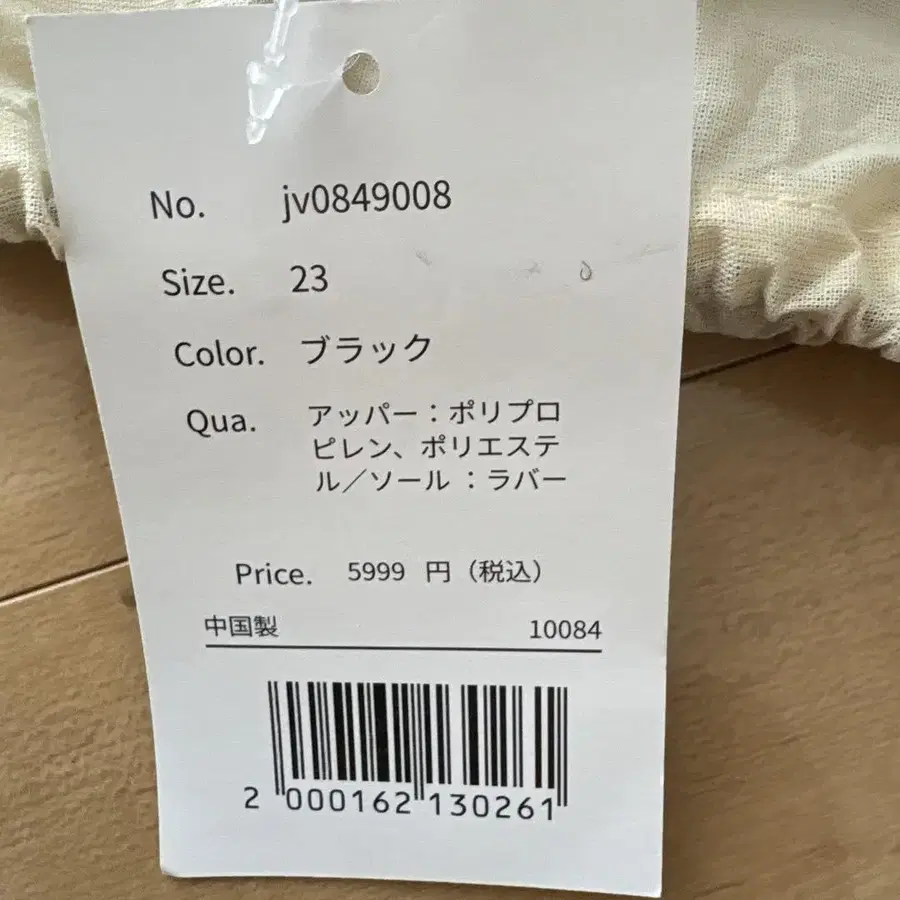 No. jv0849008
Size. 23
Color. ブラック
Qua. アッパー：ポリプロ
ピレン、ポリエステ
ル／ソール ：ラバー
Price. 5999 円（税込）
中国製 10084
2 000162 130261